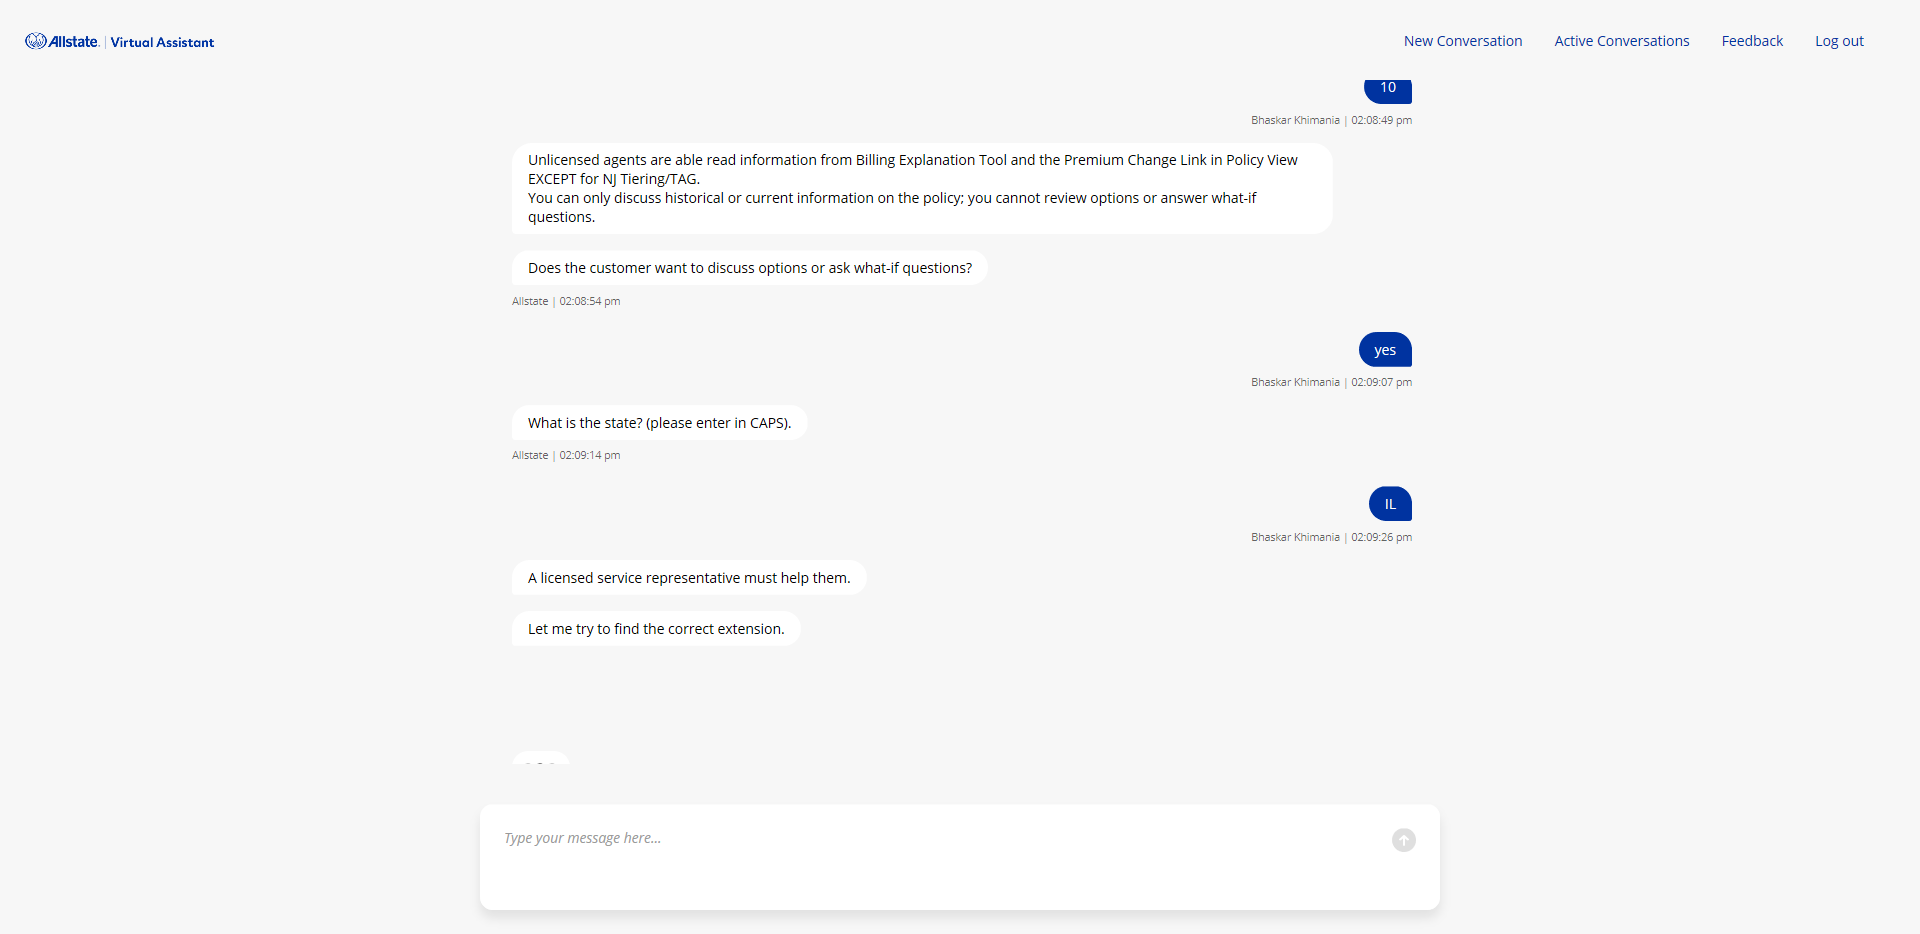 Allstate. | Virtual Assistant
New Conversation
Active Conversations
Feedback
Log out
10
Bhaskar Khimania | 02:08:49 pm
Unlicensed agents are able read information from Billing Explanation Tool and the Premium Change Link in Policy View
EXCEPT for NJ Tiering/TAG.
You can only discuss historical or current information on the policy; you cannot review options or answer what-if
questions.
Does the customer want to discuss options or ask what-if questions?
Allstate | 02:08:54 pm
yes
Bhaskar Khimania | 02:09:07 pm
What is the state? (please enter in CAPS).
Allstate | 02:09:14 pm
IL
Bhaskar Khimania | 02:09:26 pm
A licensed service representative must help them.
Let me try to find the correct extension.
Type your message here...